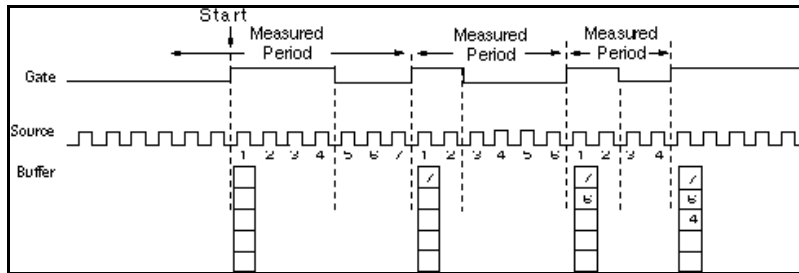 Start
Measured Period
Measured Period
Measured Period
Gate
Source
1 2 3 4 5 6 7 1 2 3 4 5 6 1 2 3 4
Buffer
7 7 7
6 6
4